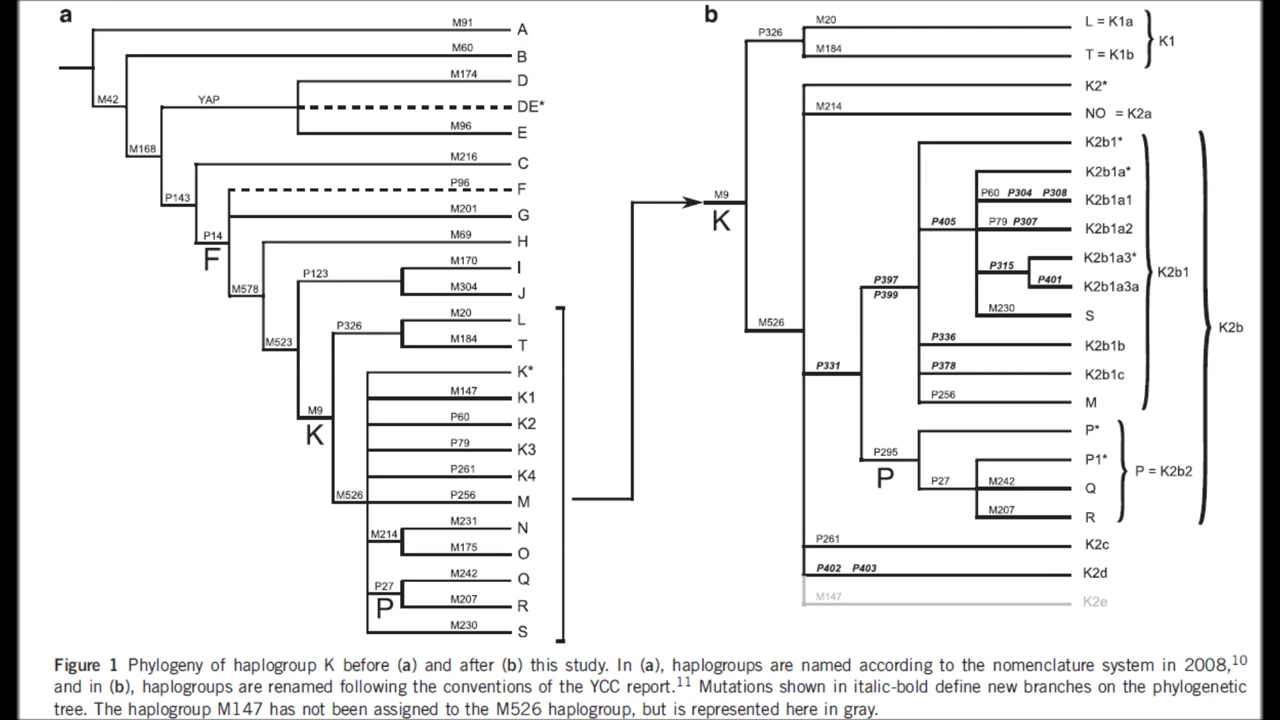 a
M91
A
M60
B
M174
D
M42
YAP
DE*
M96
E
M168
M216
C
P143
P96
F
M201
G
P14
F
M69
H
M578
P123
M170
I
M304
J
M523
P326
M20
L
M184
T
M9
K
K*
M147
K1
P60
K2
P79
K3
P261
K4
M526
P256
M
M214
M231
N
M175
O
P27
P
M242
Q
M207
R
M230
S
b
M9
K
P326
M20
L = K1a
M184
T = K1b
K1
K2*
M214
NO = K2a
M526
K2b1*
K2b1a*
P60 P304 P308
K2b1a1
P405
P79 P307
K2b1a2
P315
K2b1a3*
P401
K2b1a3a
M230
S
P397
P399
P336
K2b1b
P378
K2b1c
P256
M
K2b1
P331
K2b
P295
P
P*
P1*
P27
M242
Q
M207
R
P = K2b2
P261
K2c
P402 P403
K2d
M147
K2e
Figure 1 Phylogeny of haplogroup K before (a) and after (b) this study. In (a), haplogroups are named according to the nomenclature system in 2008,10
and in (b), haplogroups are renamed following the conventions of the YCC report.11 Mutations shown in italic-bold define new branches on the phylogenetic
tree. The haplogroup M147 has not been assigned to the M526 haplogroup, but is represented here in gray.